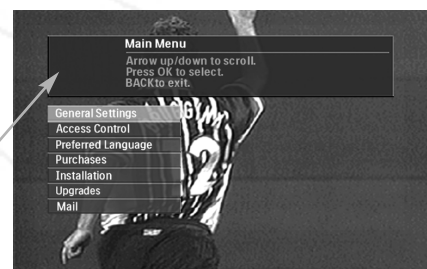 Main Menu
Arrow up/down to scroll.
Press OK to select.
BACKto exit.
General Settings
Access Control
Preferred Language
Purchases
Installation
Upgrades
Mail
2